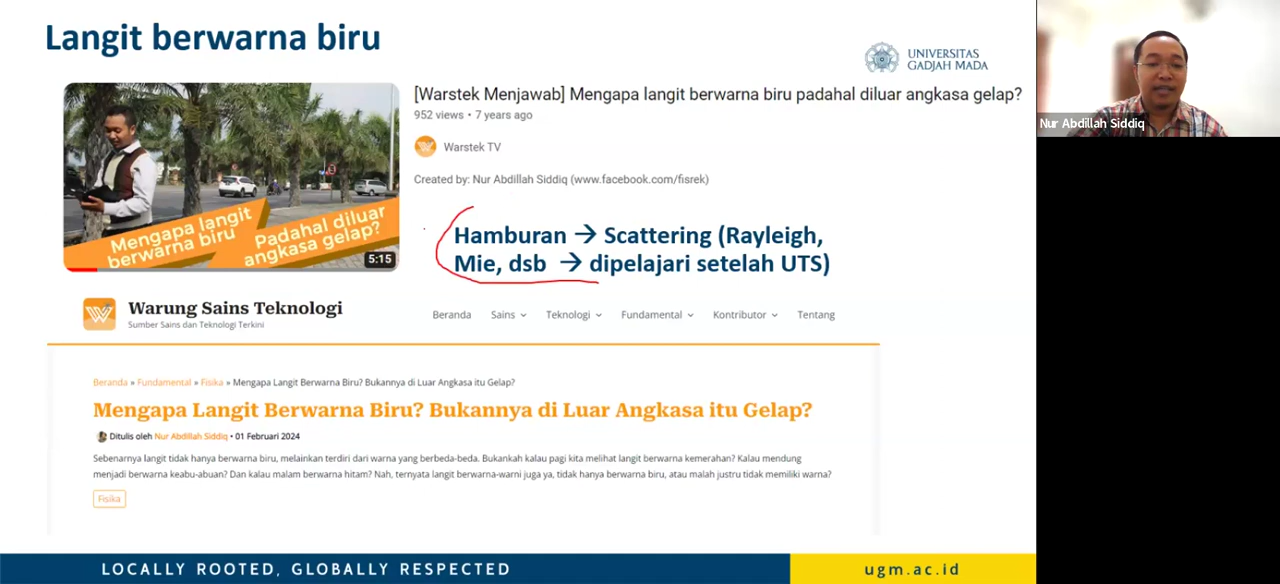 Langit berwarna biru
UNIVERSITAS
GADJAH MADA
Mengapa langit
berwarna biru
Padahal diluar
angkasa gelap?
5:15
[Warstek Menjawab] Mengapa langit berwarna biru padahal diluar angkasa gelap?
952 views • 7 years ago
Warstek TV
Created by: Nur Abdillah Siddiq (www.facebook.com/fisrek)
Hamburan → Scattering (Rayleigh,
Mie, dsb → dipelajari setelah UTS)
Warung Sains Teknologi
Sumber Sains dan Teknologi Terkini
Beranda Sains Teknologi Fundamental Kontributor Tentang
Beranda » Fundamental » Fisika » Mengapa Langit Berwarna Biru? Bukannya di Luar Angkasa itu Gelap?
Mengapa Langit Berwarna Biru? Bukannya di Luar Angkasa itu Gelap?
Ditulis oleh Nur Abdillah Siddiq • 01 Februari 2024
Sebenarnya langit tidak hanya berwarna biru, melainkan terdiri dari warna yang berbeda-beda. Bukankah kalau pagi kita melihat langit berwarna kemerahan? Kalau mendung
menjadi berwarna keabu-abuan? Dan kalau malam berwarna hitam? Nah, ternyata langit berwarna-warni juga ya, tidak hanya berwarna biru, atau malah justru tidak memiliki warna?
Fisika
LOCALLY ROOTED, GLOBALLY RESPECTED
ugm.ac.id
Nur Abdillah Siddiq